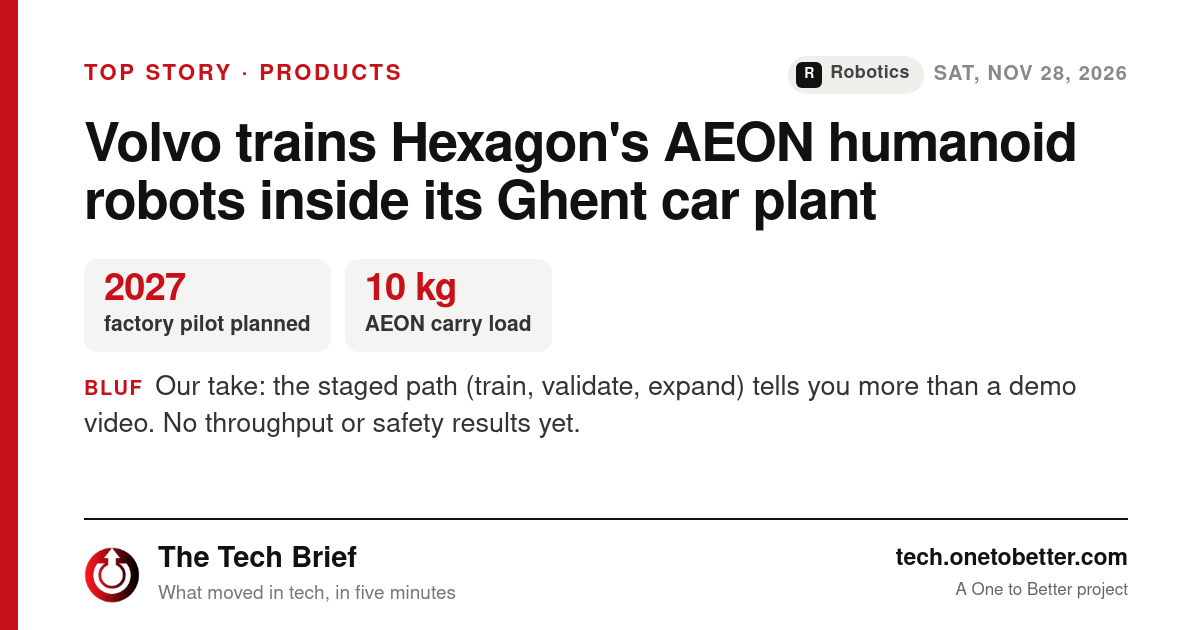 TOP STORY · PRODUCTS
R Robotics SAT, NOV 28, 2026
Volvo trains Hexagon's AEON humanoid
robots inside its Ghent car plant
2027
factory pilot planned
10 kg
AEON carry load
BLUF Our take: the staged path (train, validate, expand) tells you more than a demo
video. No throughput or safety results yet.
The Tech Brief
What moved in tech, in five minutes
tech.onetobetter.com
A One to Better project